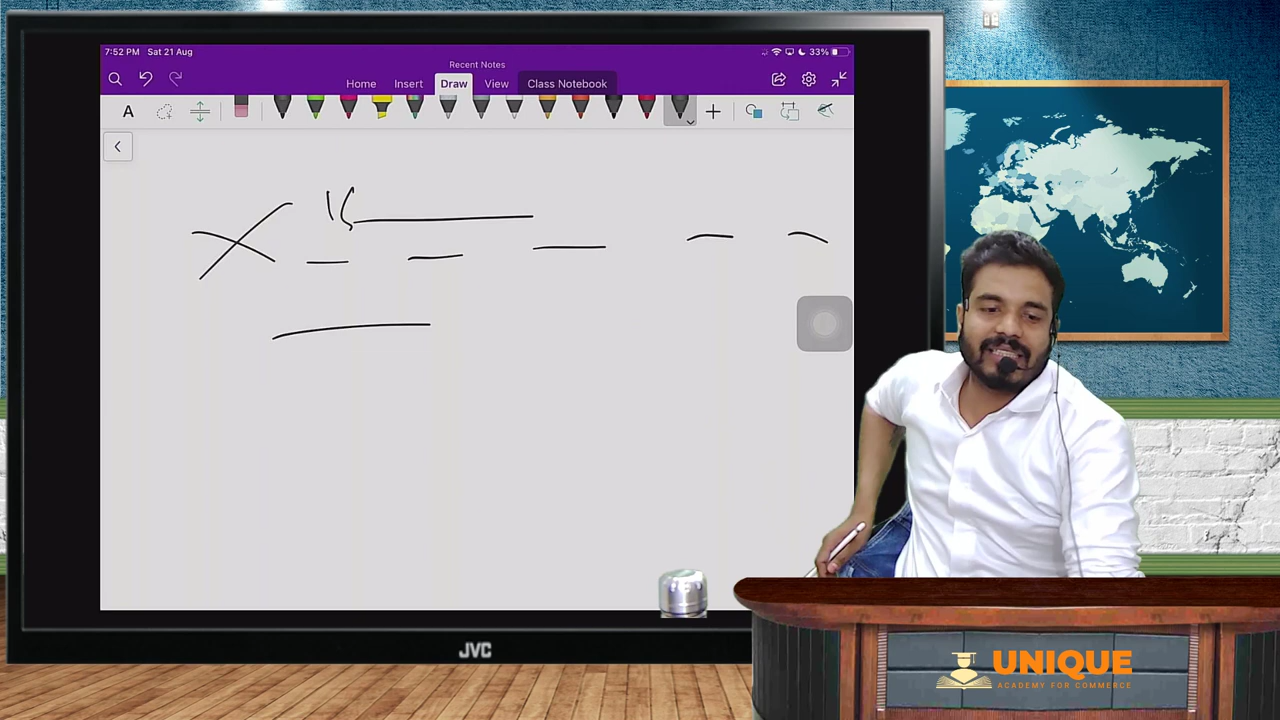 7:52 PM Sat 21 Aug
33%
Recent Notes
Home Insert Draw View Class Notebook
A
JVC
UNIQUE
ACADEMY FOR COMMERCE